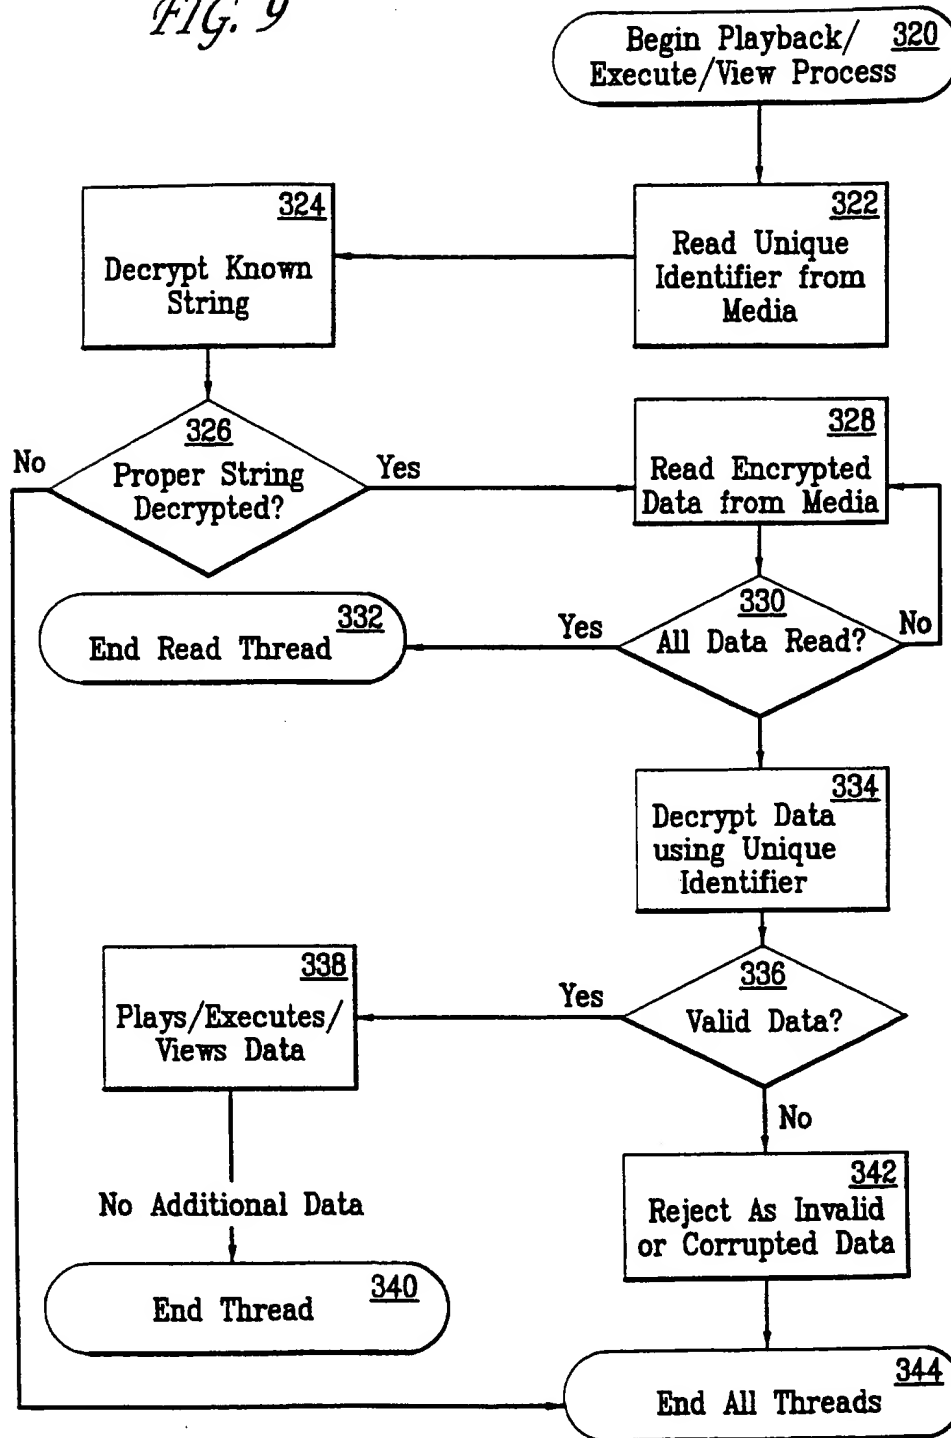 FIG. 9
Begin Playback/ 320
Execute/View Process
324
Decrypt Known
String
322
Read Unique
Identifier from
Media
326
Proper String
Decrypted?
No
Yes
328
Read Encrypted
Data from Media
332
End Read Thread
Yes
330
All Data Read?
No
334
Decrypt Data
using Unique
Identifier
338
Plays/Executes/
Views Data
Yes
336
Valid Data?
No
No Additional Data
342
Reject As Invalid
or Corrupted Data
340
End Thread
344
End All Threads